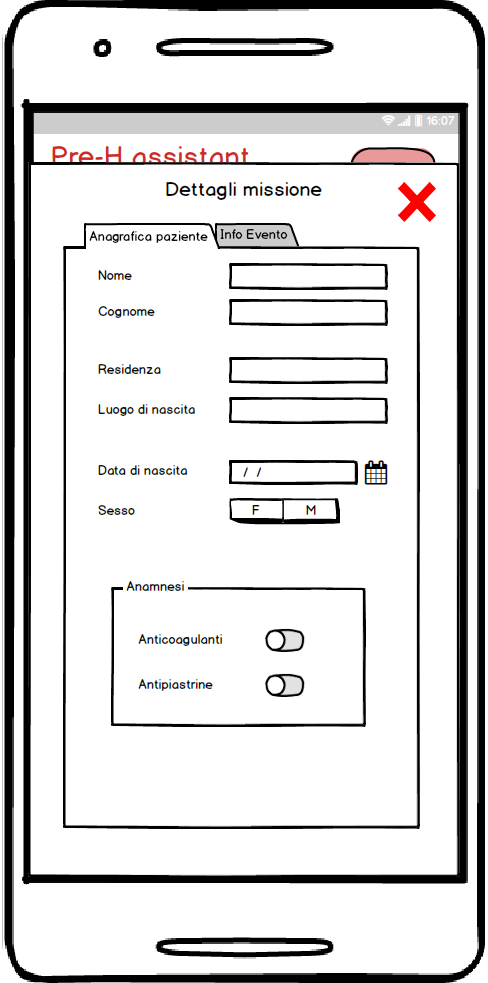 16:07
Pre-H assistant
Dettagli missione
Anagrafica paziente
Info Evento
Nome
Cognome
Residenza
Luogo di nascita
Data di nascita / /
Sesso F M
Anamnesi
Anticoagulanti
Antipiastrine